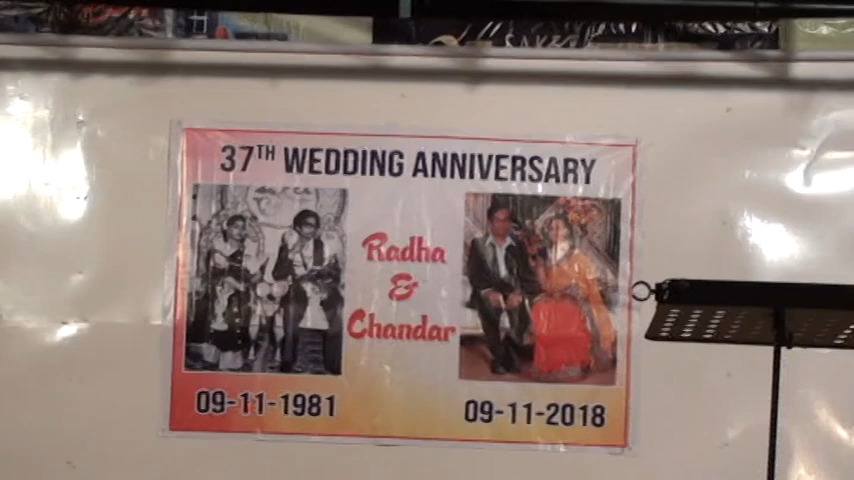 37TH WEDDING ANNIVERSARY
Radha
&
Chandar
09-11-1981
09-11-2018